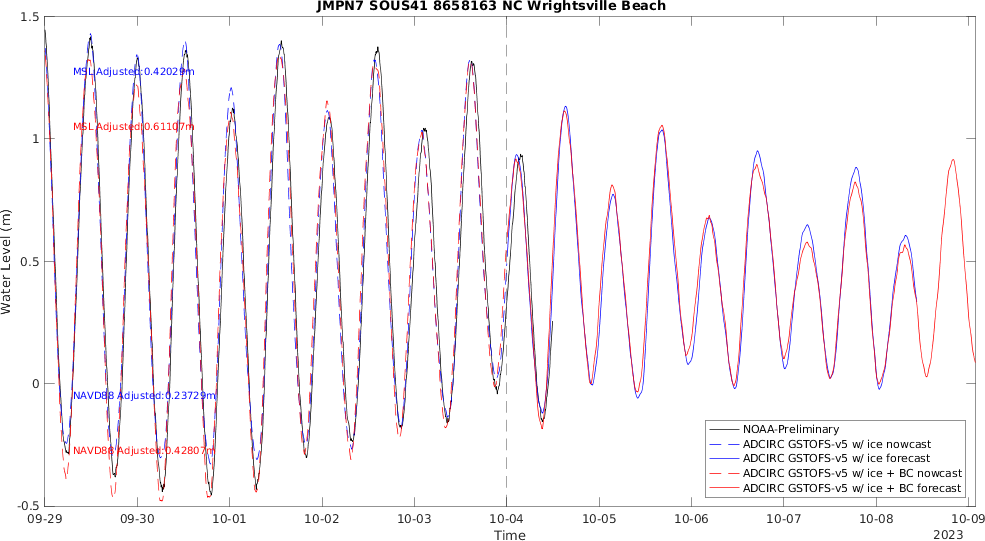 JMPN7 SOUS41 8658163 NC Wrightsville Beach
1.5
1
0.5
0
-0.5
Water Level (m)
MSL Adjusted:0.42029m
MSL Adjusted:0.61107m
NAVD88 Adjusted:0.23729m
NAVD88 Adjusted:0.42807m
NOAA-Preliminary
ADCIRC GSTOFS-v5 w/ ice nowcast
ADCIRC GSTOFS-v5 w/ ice forecast
ADCIRC GSTOFS-v5 w/ ice + BC nowcast
ADCIRC GSTOFS-v5 w/ ice + BC forecast
09-29 09-30 10-01 10-02 10-03 10-04 10-05 10-06 10-07 10-08 10-09
Time
2023